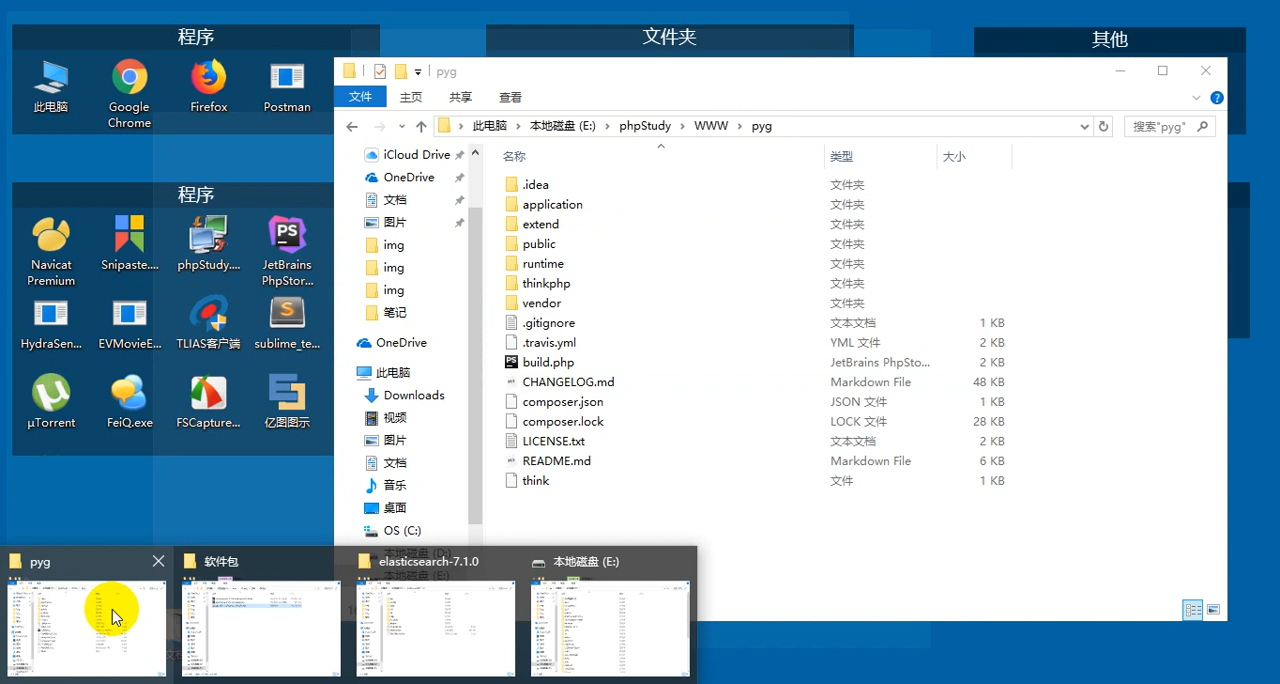 程序
文件夹
其他
此电脑
Google
Chrome
Firefox
Postman
程序
Navicat
Premium
Snipaste....
phpStudy....
JetBrains
PhpStor...
HydraSen...
EVMovieE...
TLIAS客户端
sublime_te...
µTorrent
FeiQ.exe
FSCapture...
亿图图示
pyg
文件
主页
共享
查看
此电脑 › 本地磁盘 (E:) › phpStudy › WWW › pyg
搜索"pyg"
iCloud Drive
OneDrive
文档
图片
img
img
img
笔记
OneDrive
此电脑
Downloads
视频
图片
文档
音乐
桌面
OS (C:)
本地磁盘 (D:)
本地磁盘 (E:)
名称 类型 大小
.idea 文件夹
application 文件夹
extend 文件夹
public 文件夹
runtime 文件夹
thinkphp 文件夹
vendor 文件夹
.gitignore 文本文档 1 KB
.travis.yml YML 文件 2 KB
build.php JetBrains PhpSto... 2 KB
CHANGELOG.md Markdown File 48 KB
composer.json JSON 文件 1 KB
composer.lock LOCK 文件 28 KB
LICENSE.txt 文本文档 2 KB
README.md Markdown File 6 KB
think 文件 1 KB
pyg
软件包
elasticsearch-7.1.0
本地磁盘 (E:)